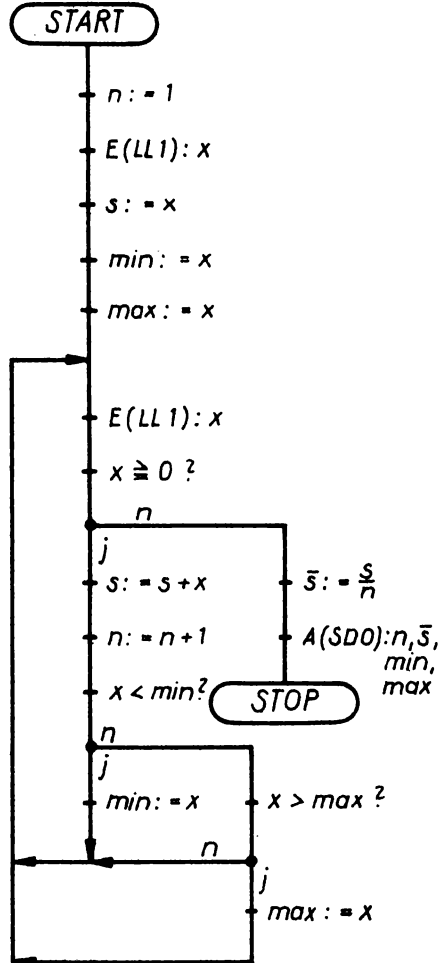 START
n := 1
E(LL1): x
s := x
min := x
max := x
E(LL1): x
x ≧ 0 ?
n
j
s := s+x
n := n+1
x < min?
s̄ := s/n
A(SDO): n, s̄,
min,
max
STOP
n
j
min := x
x > max ?
n
j
max := x